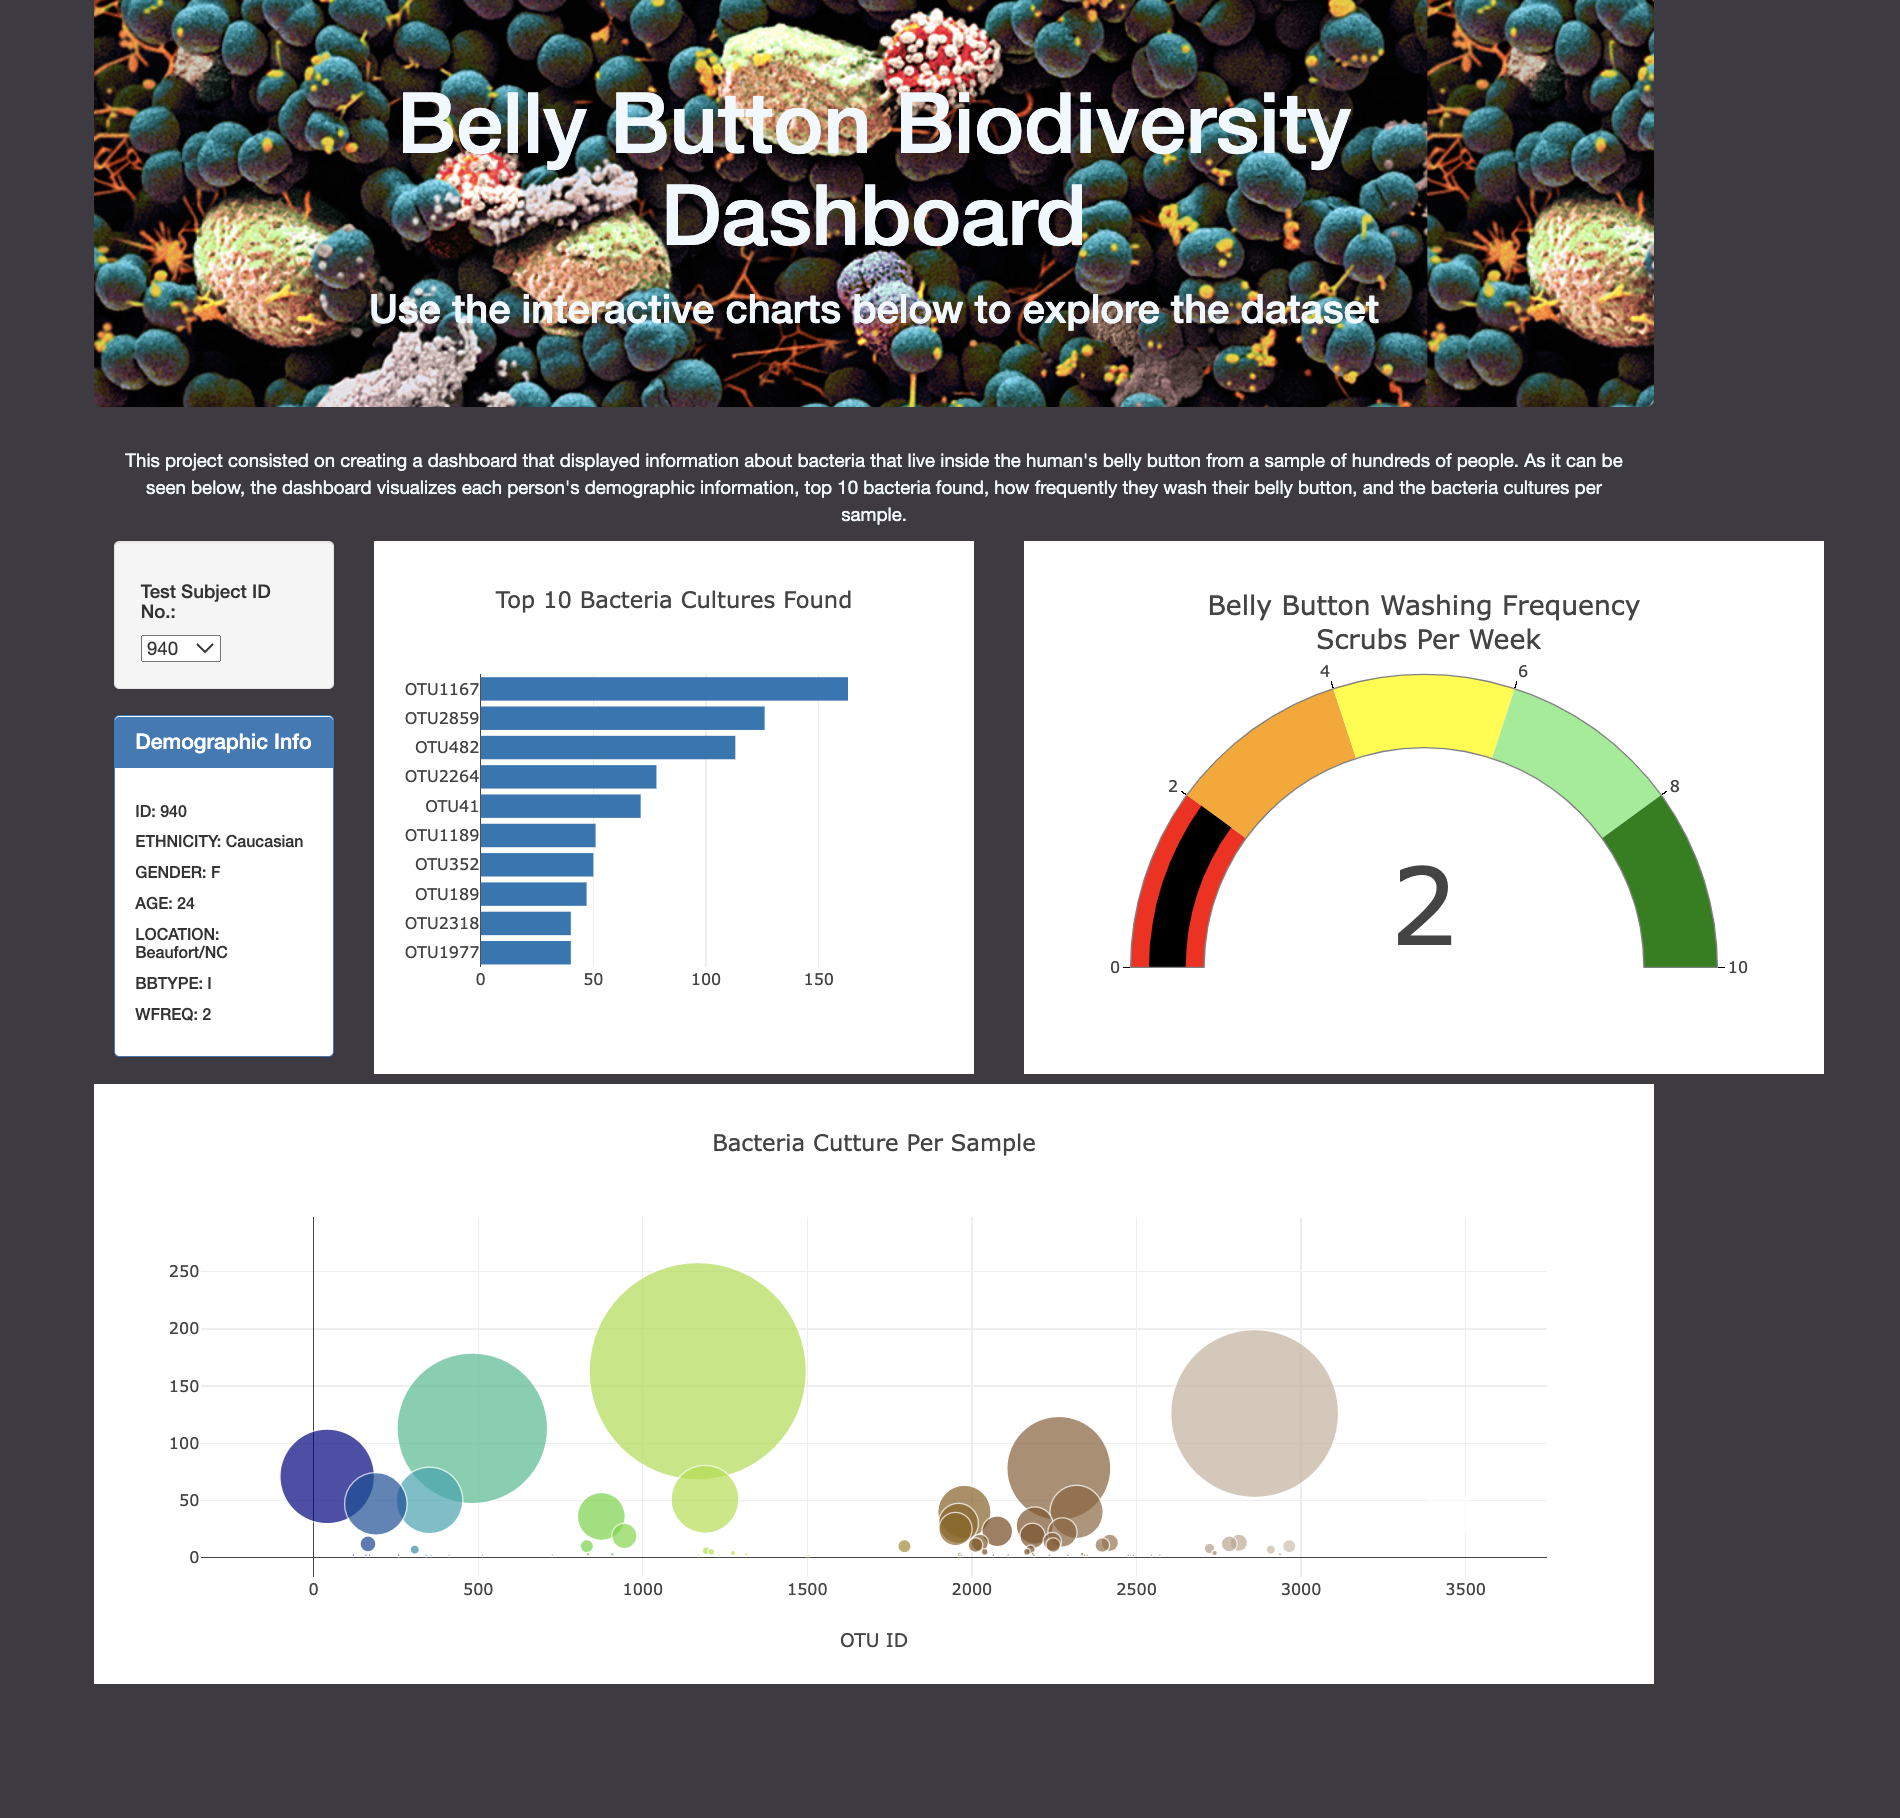 Belly Button Biodiversity
Dashboard
Use the interactive charts below to explore the dataset
This project consisted on creating a dashboard that displayed information about bacteria that live inside the human's belly button from a sample of hundreds of people. As it can be
seen below, the dashboard visualizes each person's demographic information, top 10 bacteria found, how frequently they wash their belly button, and the bacteria cultures per
sample.
Test Subject ID
No.:
940
Demographic Info
ID: 940
ETHNICITY: Caucasian
GENDER: F
AGE: 24
LOCATION:
Beaufort/NC
BBTYPE: I
WFREQ: 2
Top 10 Bacteria Cultures Found
OTU1167
OTU2859
OTU482
OTU2264
OTU41
OTU1189
OTU352
OTU189
OTU2318
OTU1977
0 50 100 150
Belly Button Washing Frequency
Scrubs Per Week
4 6
2 8
2
0 10
Bacteria Cutture Per Sample
250
200
150
100
50
0
0 500 1000 1500 2000 2500 3000 3500
OTU ID